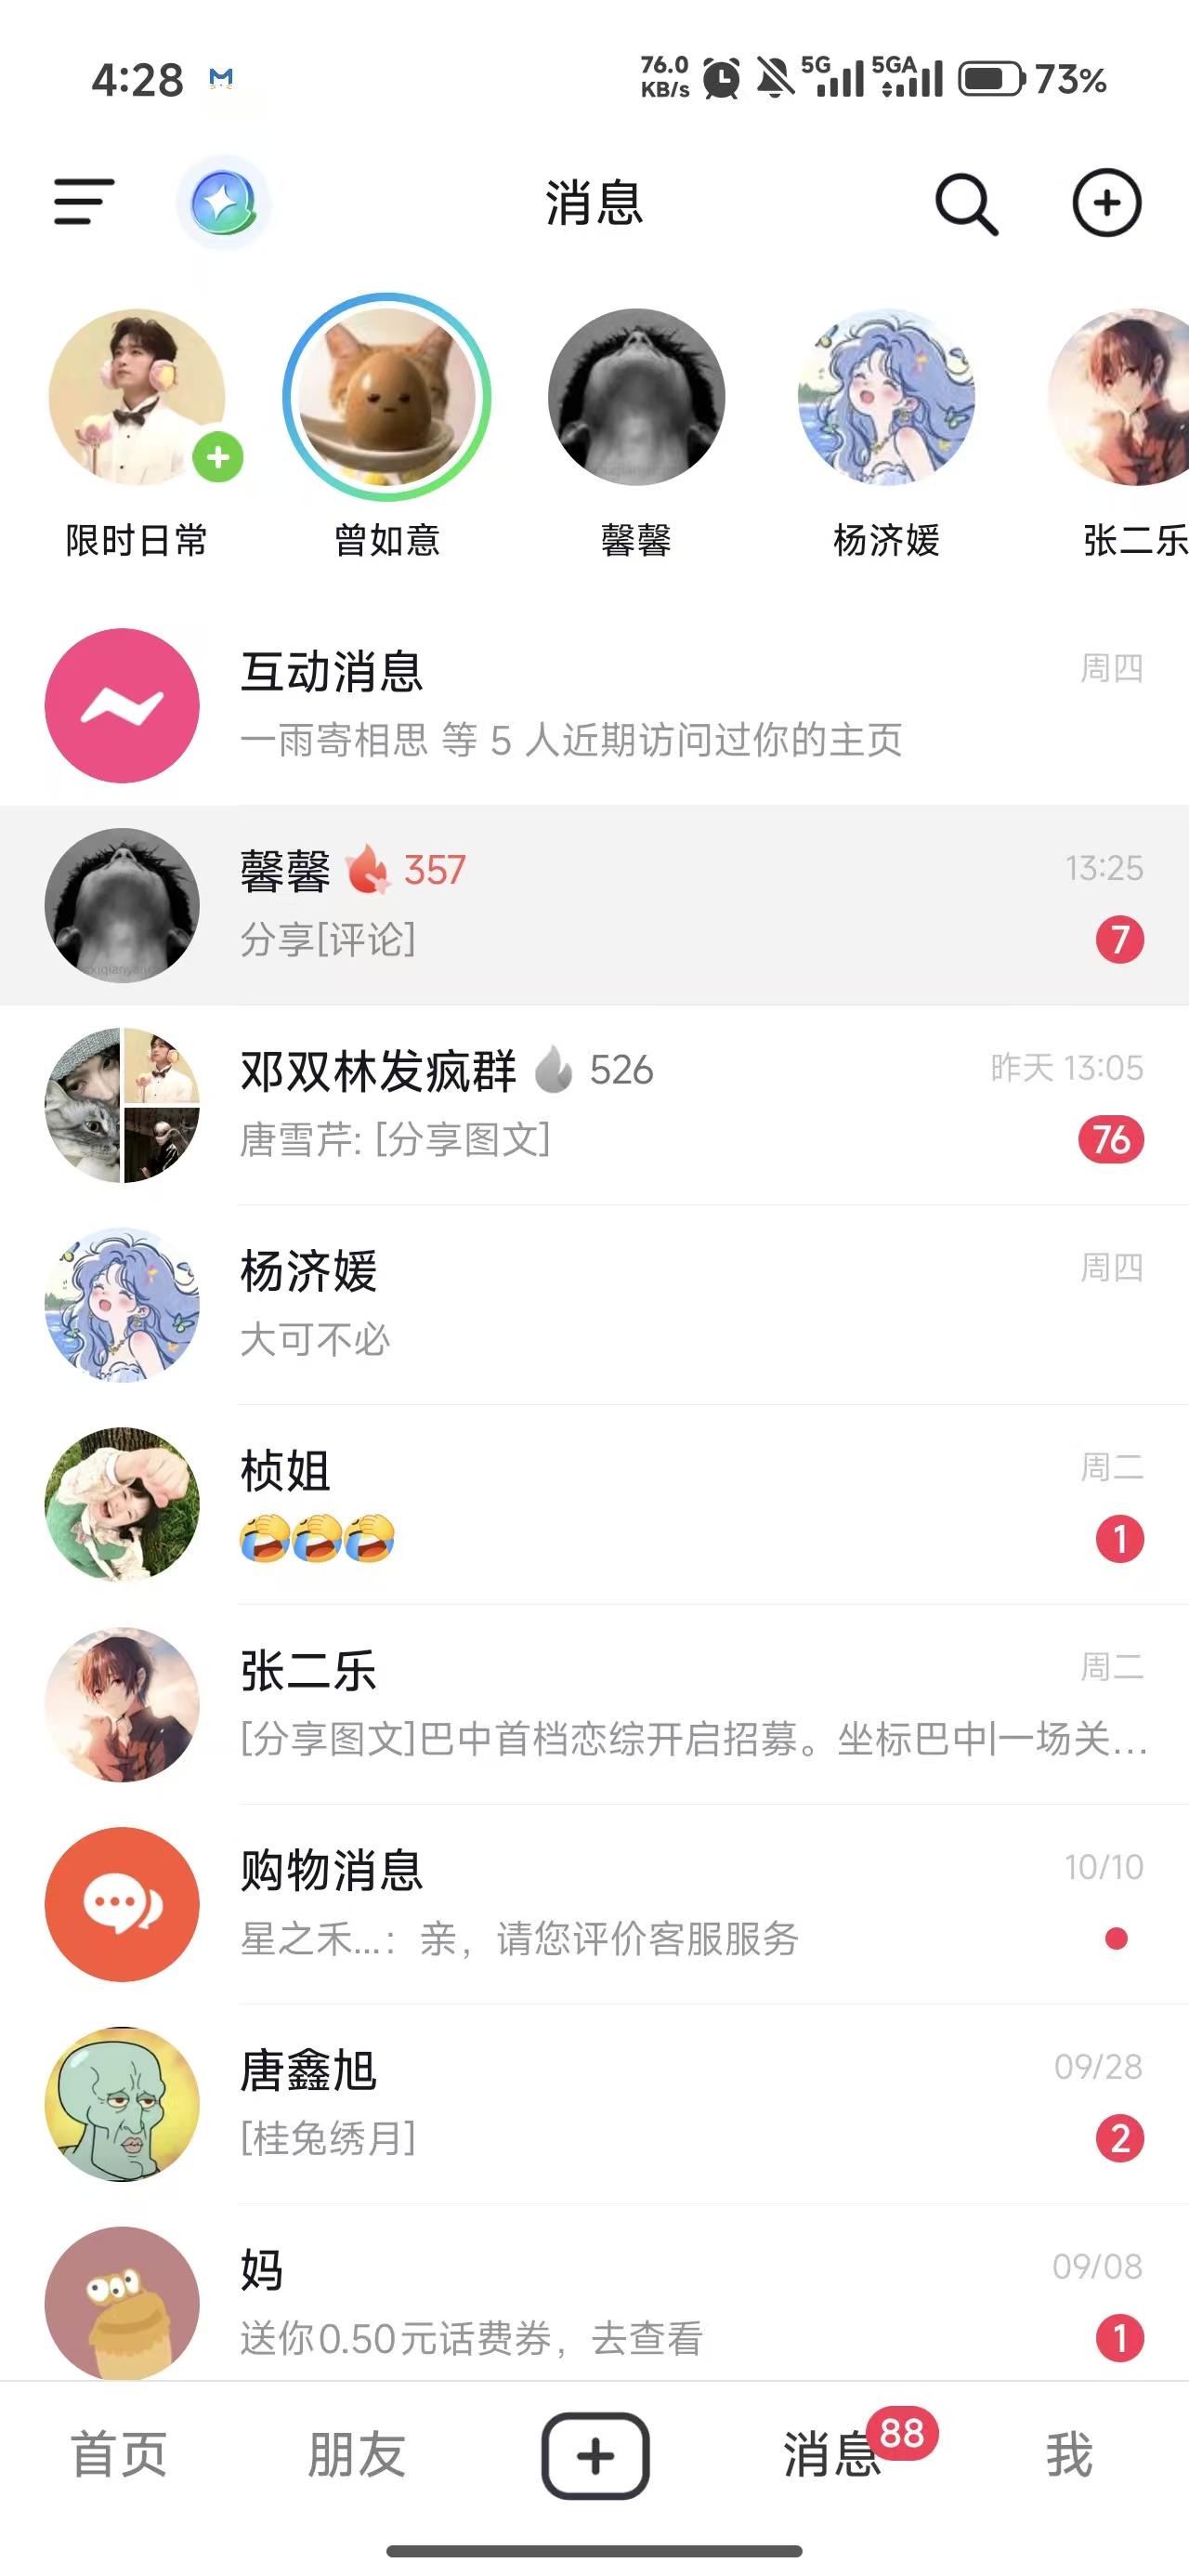 4:28
76.0 KB/s 5G 5GA 73%
消息
限时日常 曾如意 馨馨 杨济媛 张二乐
互动消息 周四
一雨寄相思 等 5 人近期访问过你的主页
馨馨 357 13:25
分享[评论] 7
邓双林发疯群 526 昨天 13:05
唐雪芹: [分享图文] 76
杨济媛 周四
大可不必
桢姐 周二
1
张二乐 周二
[分享图文]巴中首档恋综开启招募。坐标巴中|一场关...
购物消息 10/10
星之禾...：亲，请您评价客服服务
唐鑫旭 09/28
[桂兔绣月] 2
妈 09/08
送你0.50元话费券，去查看 1
首页 朋友 消息 88 我